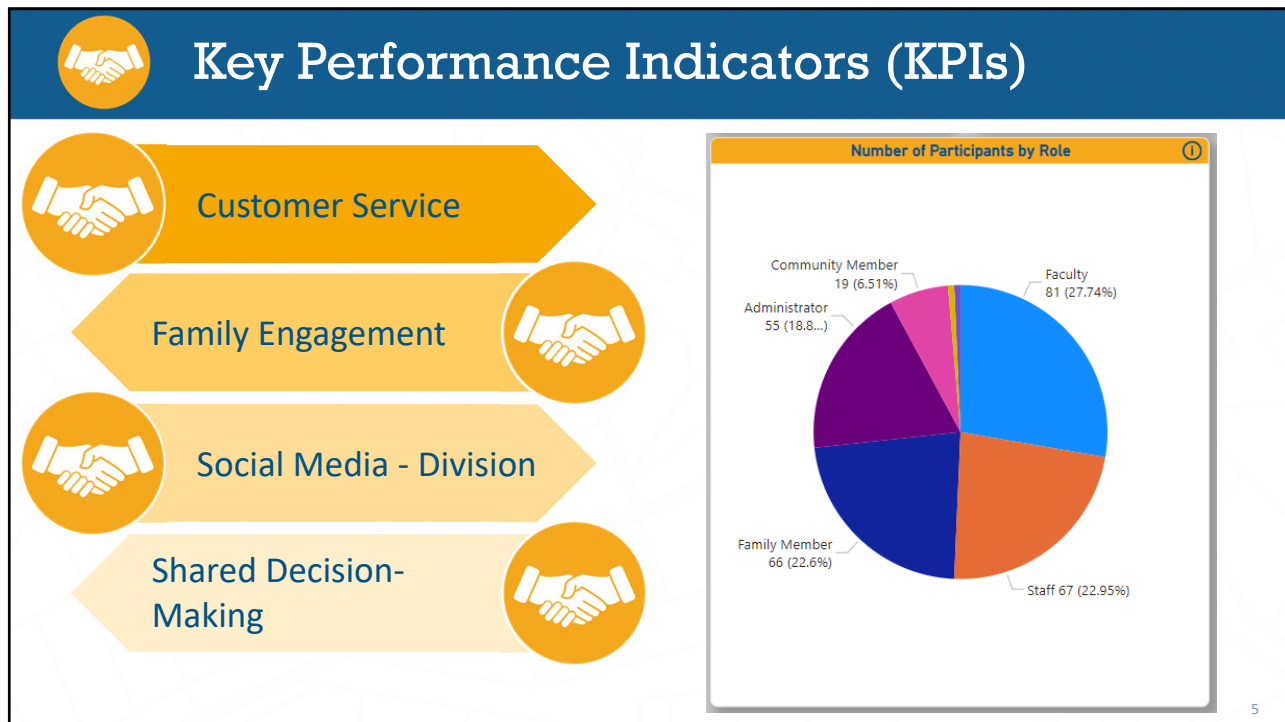 Key Performance Indicators (KPIs)
Customer Service
Family Engagement
Social Media - Division
Shared Decision-
Making
Number of Participants by Role
i
Community Member
19 (6.51%)
Faculty
81 (27.74%)
Administrator
55 (18.8...)
Family Member
66 (22.6%)
Staff 67 (22.95%)
5